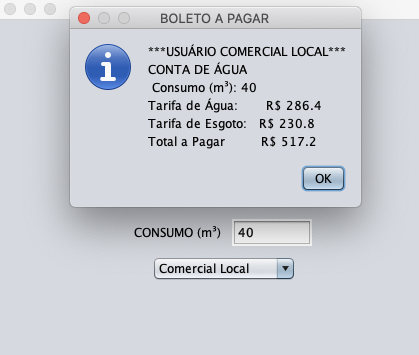 BOLETO A PAGAR
***USUÁRIO COMERCIAL LOCAL***
CONTA DE ÁGUA
Consumo (m³): 40
Tarifa de Água: R$ 286.4
Tarifa de Esgoto: R$ 230.8
Total a Pagar R$ 517.2
OK
CONSUMO (m³) 40
Comercial Local